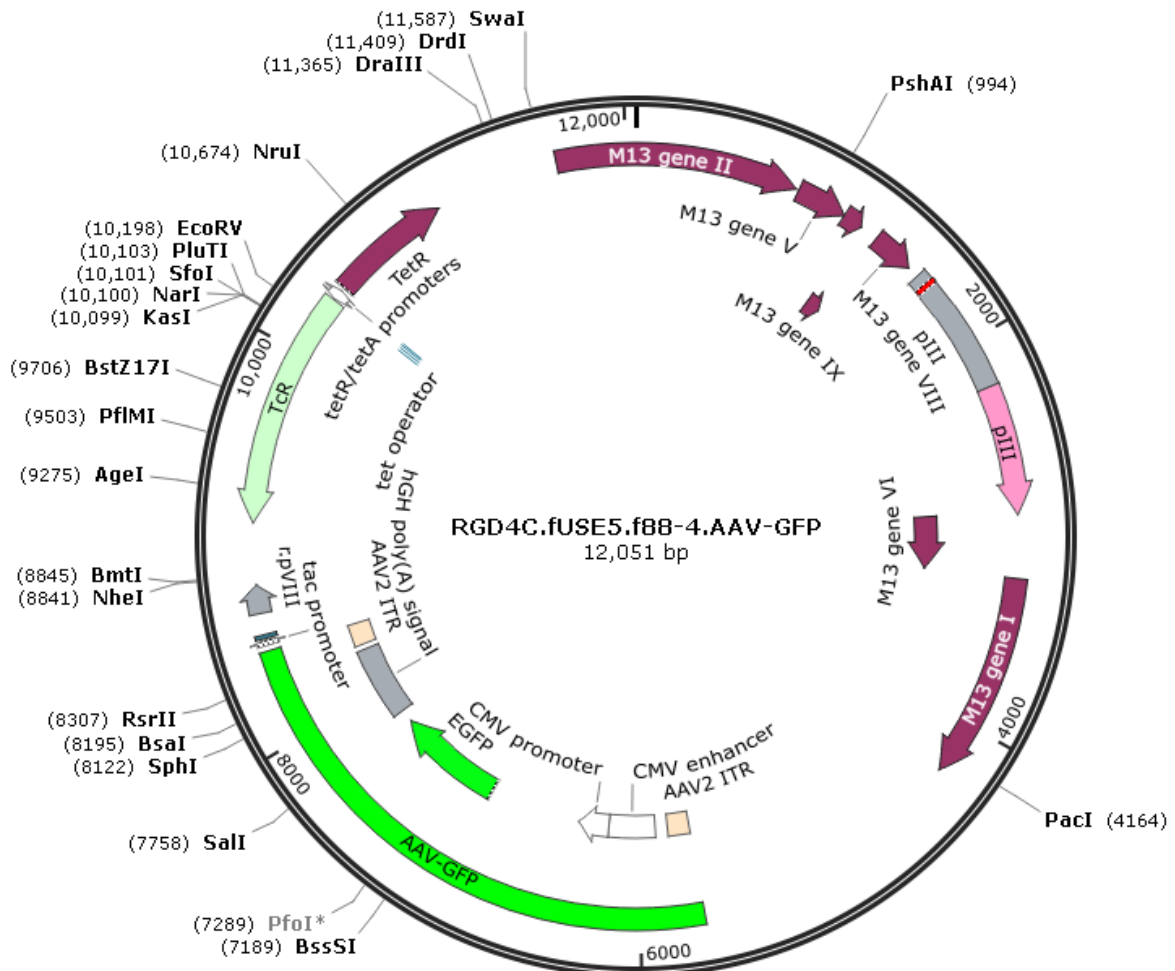 (11,587) SwaI
(11,409) DrdI
(11,365) DraIII
PshAI (994)
12,000
M13 gene II
(10,674) NruI
M13 gene V
TetR
(10,198) EcoRV
(10,103) PluTI
(10,101) SfoI
(10,100) NarI
(10,099) KasI
tetR/tetA promoters
M13 gene IX
M13 gene VIII
pIII
2000
10,000
(9706) BstZ17I
TcR
tet operator
(9503) PflMI
pIII
(9275) AgeI
hGH poly(A) signal
AAV2 ITR
RGD4C.fUSE5.f88-4.AAV-GFP
12,051 bp
M13 gene VI
(8845) BmtI
(8841) NheI
r.pVIII
tac promoter
M13 gene I
(8307) RsrII
(8195) BsaI
(8122) SphI
8000
EGFP
CMV promoter
CMV enhancer
AAV2 ITR
4000
PacI (4164)
(7758) SalI
AAV-GFP
(7289) PfoI*
(7189) BssSI
6000